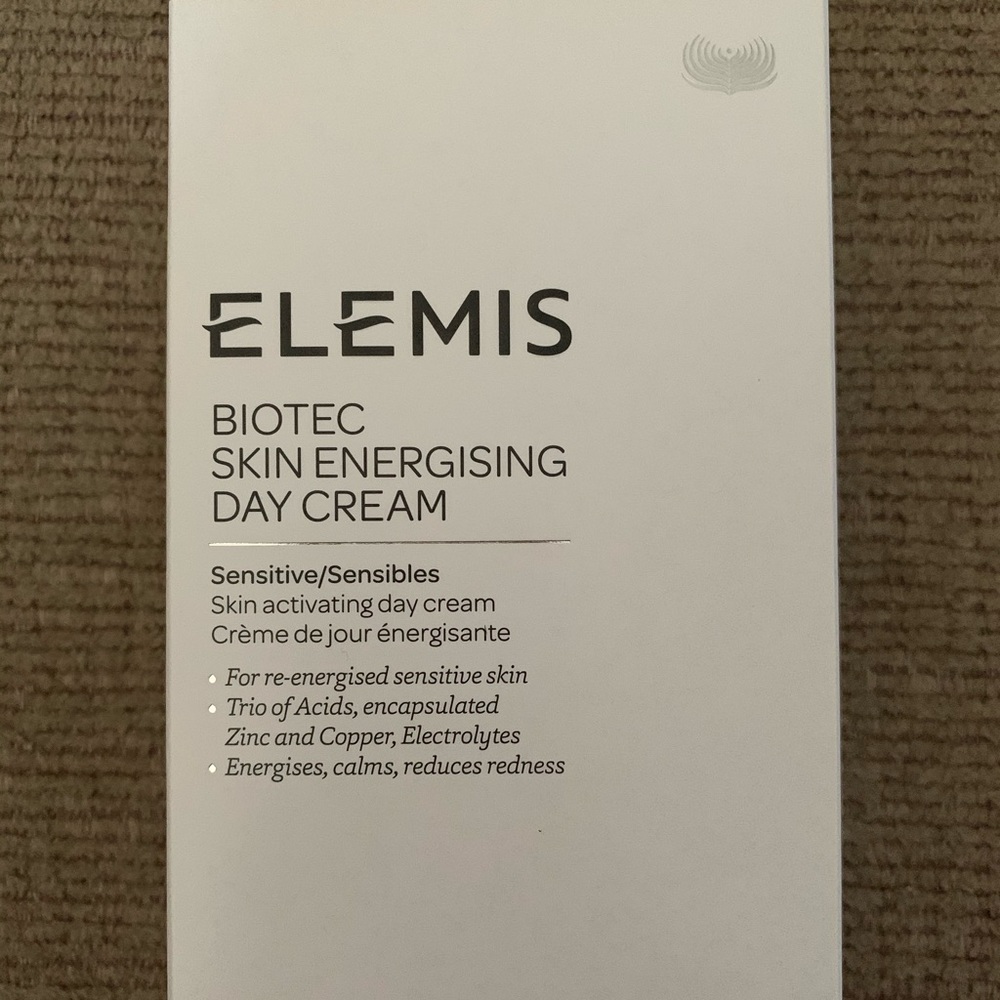 ELEMIS
BIOTEC
SKIN ENERGISING
DAY CREAM
Sensitive/Sensibles
Skin activating day cream
Crème de jour énergisante
• For re-energised sensitive skin
• Trio of Acids, encapsulated
Zinc and Copper, Electrolytes
• Energises, calms, reduces redness